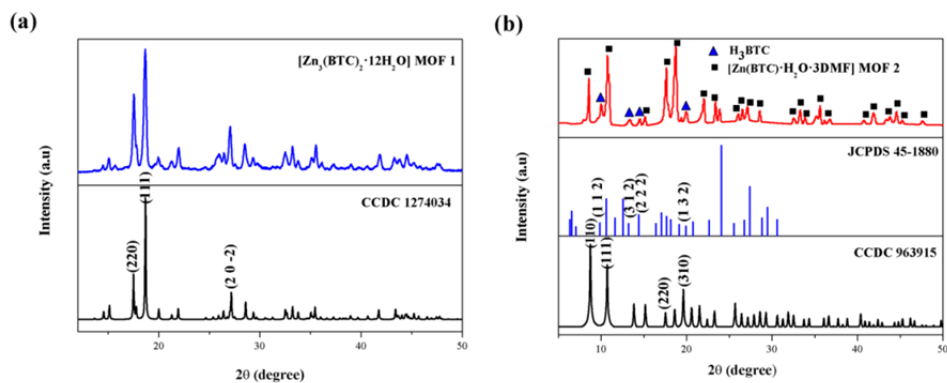 (a)
[Zn3(BTC)2·12H2O] MOF 1
CCDC 1274034
(220)
(111)
(2 0 -2)
Intensity (a.u)
20 30 40 50
2θ (degree)
(b)
H3BTC
[Zn(BTC)·H2O·3DMF] MOF 2
JCPDS 45-1880
(1 1 2)
(3 1 2)
(2 2 2)
(1 3 2)
CCDC 963915
(110)
(111)
(220)
(310)
Intensity (a.u)
10 20 30 40 50
2θ (degree)